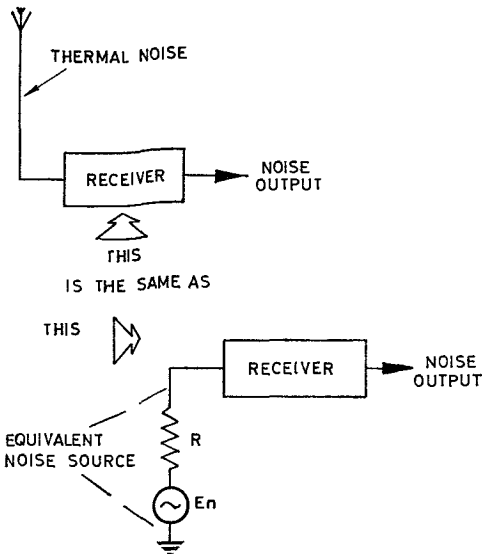 THERMAL NOISE
RECEIVER
NOISE
OUTPUT
THIS
IS THE SAME AS
THIS
RECEIVER
NOISE
OUTPUT
EQUIVALENT
NOISE SOURCE
R
En